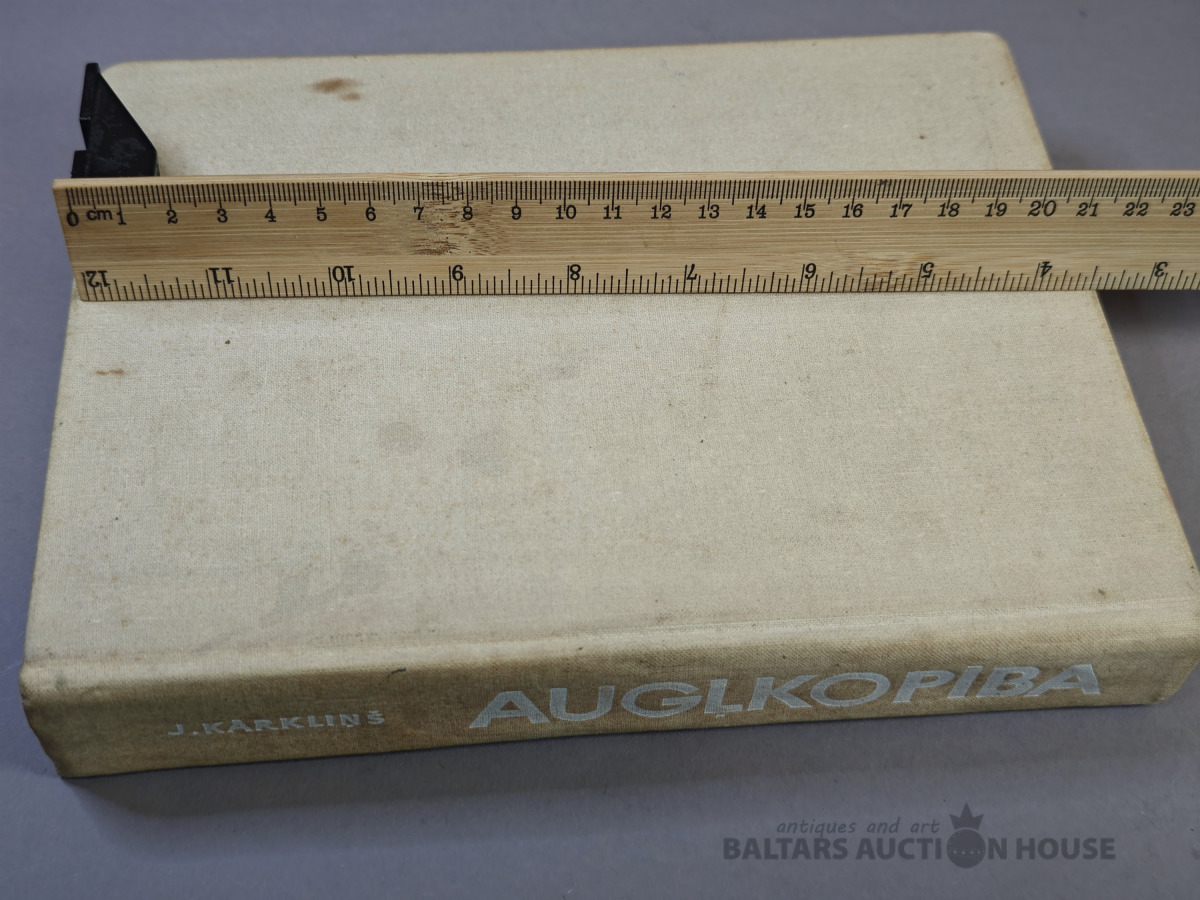 0 cm 1 2 3 4 5 6 7 8 9 10 11 12 13 14 15 16 17 18 19 20 21 22 23
12 11 10 9 8 7 6 5 4 3
J. KĀRKLIŅŠ AUGĻKOPĪBA
antiques and art
BALTARS AUCTION HOUSE